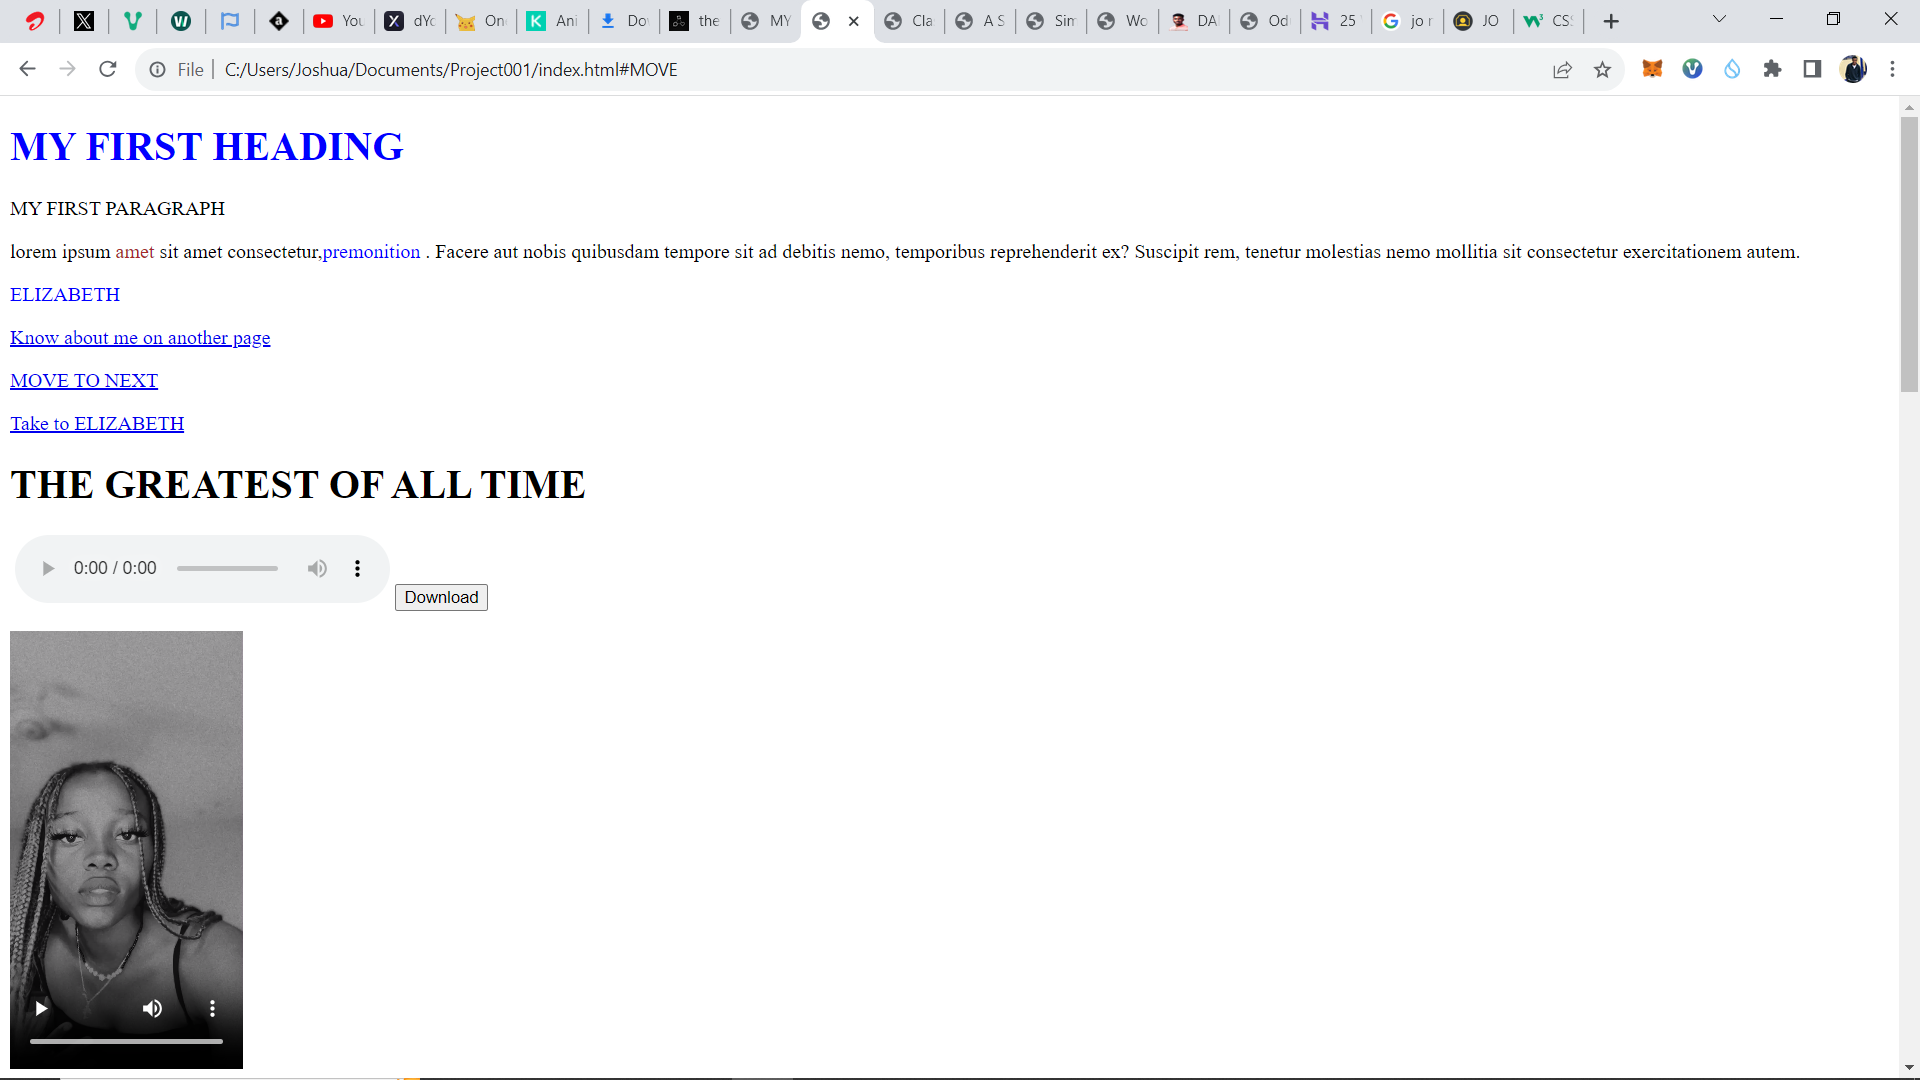 You
dYo
On
Ani
Do
the
MY
Cla
A S
Sim
Wo
DA
Od
25
jo r
JO
CS
File
C:/Users/Joshua/Documents/Project001/index.html#MOVE
MY FIRST HEADING
MY FIRST PARAGRAPH
lorem ipsum amet sit amet consectetur,premonition . Facere aut nobis quibusdam tempore sit ad debitis nemo, temporibus reprehenderit ex? Suscipit rem, tenetur molestias nemo mollitia sit consectetur exercitationem autem.
ELIZABETH
Know about me on another page
MOVE TO NEXT
Take to ELIZABETH
THE GREATEST OF ALL TIME
0:00 / 0:00
Download